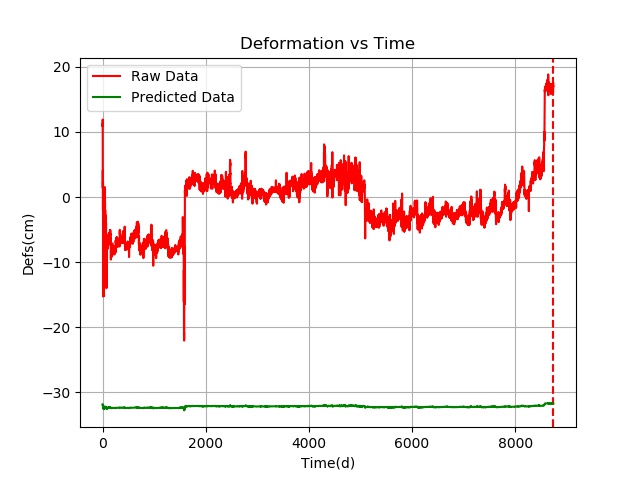 Deformation vs Time
Raw Data
Predicted Data
20
10
0
−10
−20
−30
Defs(cm)
0 2000 4000 6000 8000
Time(d)